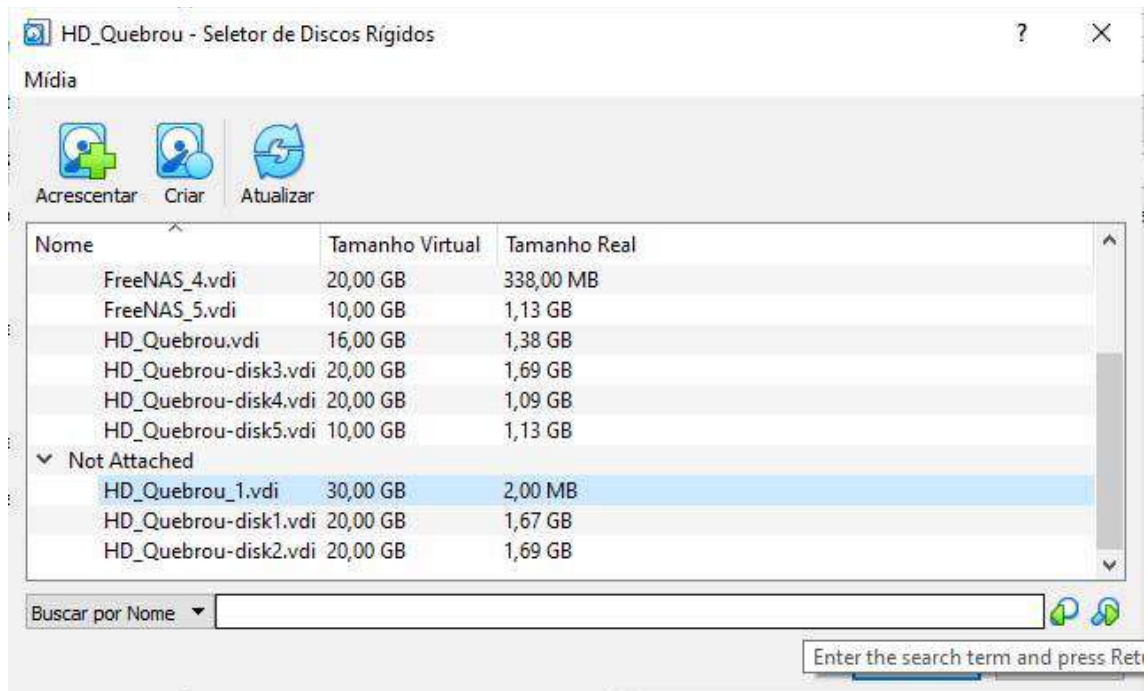 HD_Quebrou - Seletor de Discos Rígidos ?
Mídia
Acrescentar Criar Atualizar
Nome Tamanho Virtual Tamanho Real
FreeNAS_4.vdi 20,00 GB 338,00 MB
FreeNAS_5.vdi 10,00 GB 1,13 GB
HD_Quebrou.vdi 16,00 GB 1,38 GB
HD_Quebrou-disk3.vdi 20,00 GB 1,69 GB
HD_Quebrou-disk4.vdi 20,00 GB 1,09 GB
HD_Quebrou-disk5.vdi 10,00 GB 1,13 GB
Not Attached
HD_Quebrou_1.vdi 30,00 GB 2,00 MB
HD_Quebrou-disk1.vdi 20,00 GB 1,67 GB
HD_Quebrou-disk2.vdi 20,00 GB 1,69 GB
Buscar por Nome
Enter the search term and press Retu